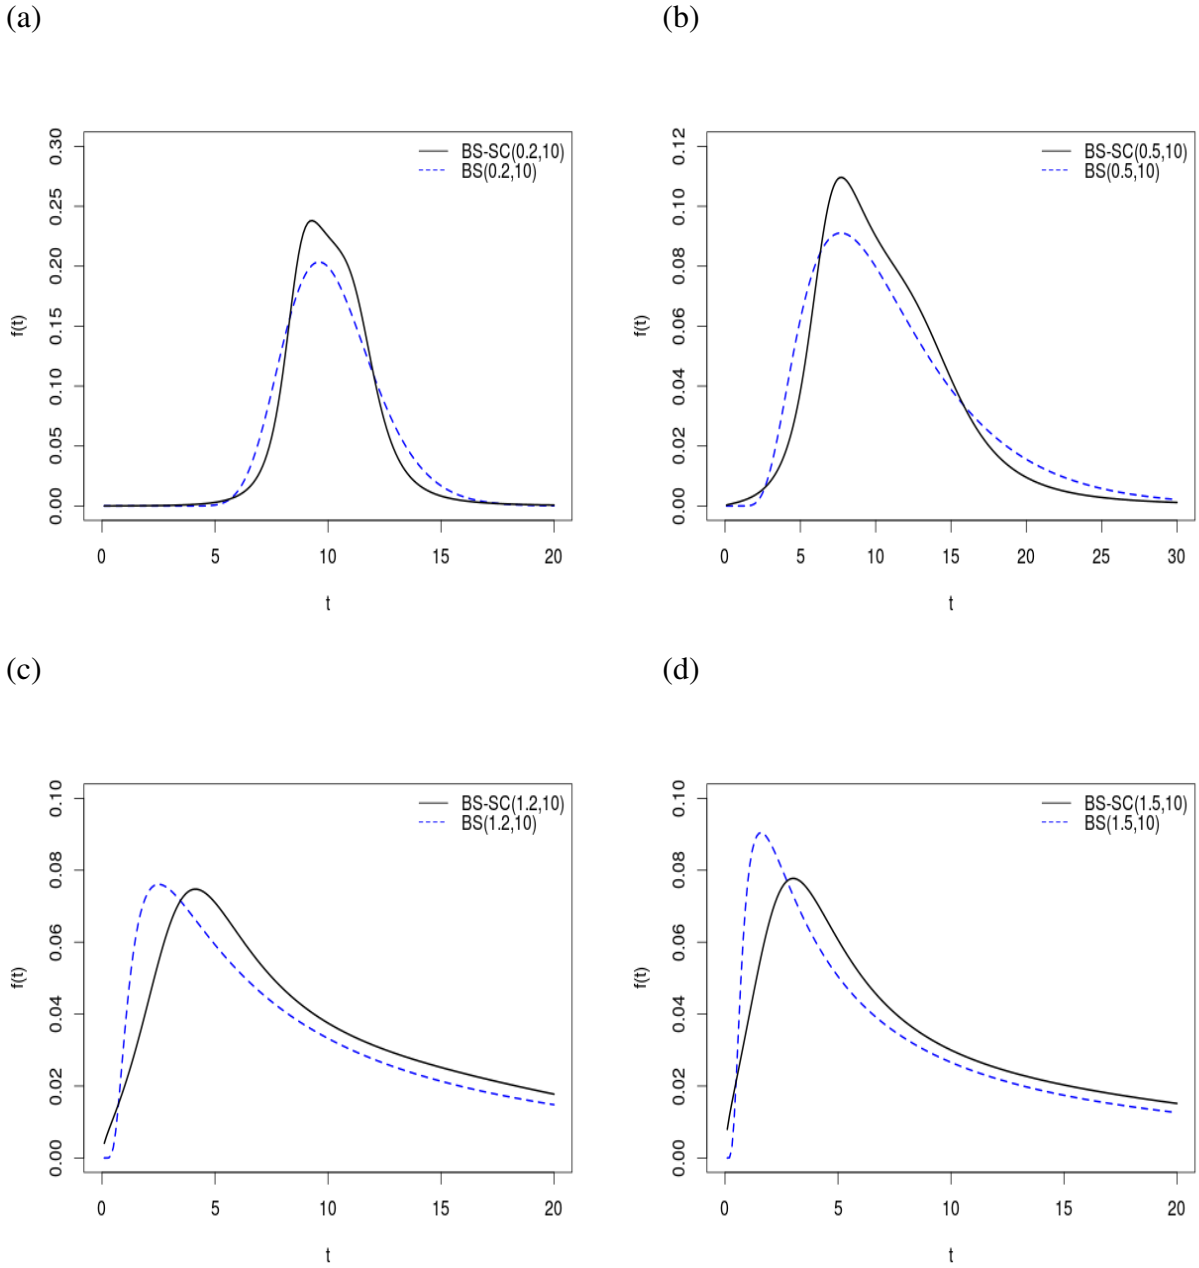 (a)
(b)
0.00 0.05 0.10 0.15 0.20 0.25 0.30
f(t)
BS-SC(0.2,10)
BS(0.2,10)
0 5 10 15 20
t
0.00 0.02 0.04 0.06 0.08 0.10 0.12
f(t)
BS-SC(0.5,10)
BS(0.5,10)
0 5 10 15 20 25 30
t
(c)
(d)
0.00 0.02 0.04 0.06 0.08 0.10
f(t)
BS-SC(1.2,10)
BS(1.2,10)
0 5 10 15 20
t
0.00 0.02 0.04 0.06 0.08 0.10
f(t)
BS-SC(1.5,10)
BS(1.5,10)
0 5 10 15 20
t